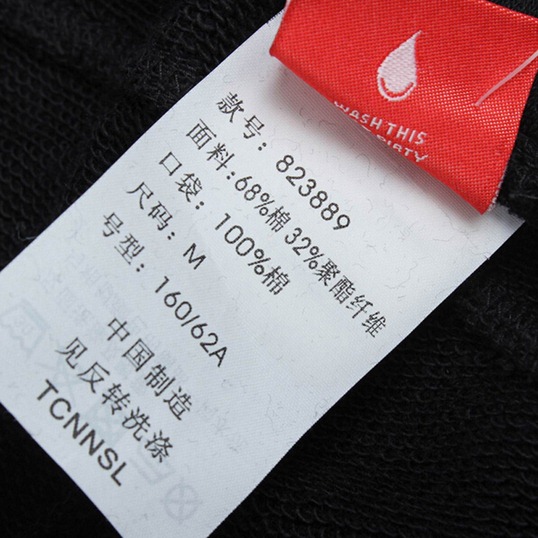 WASH THIS
款号：823889
面料：68%棉 32%聚酯纤维
口袋：100%棉
尺码：M
号型：160/62A
中国制造
见反转洗涤
TCNNSL